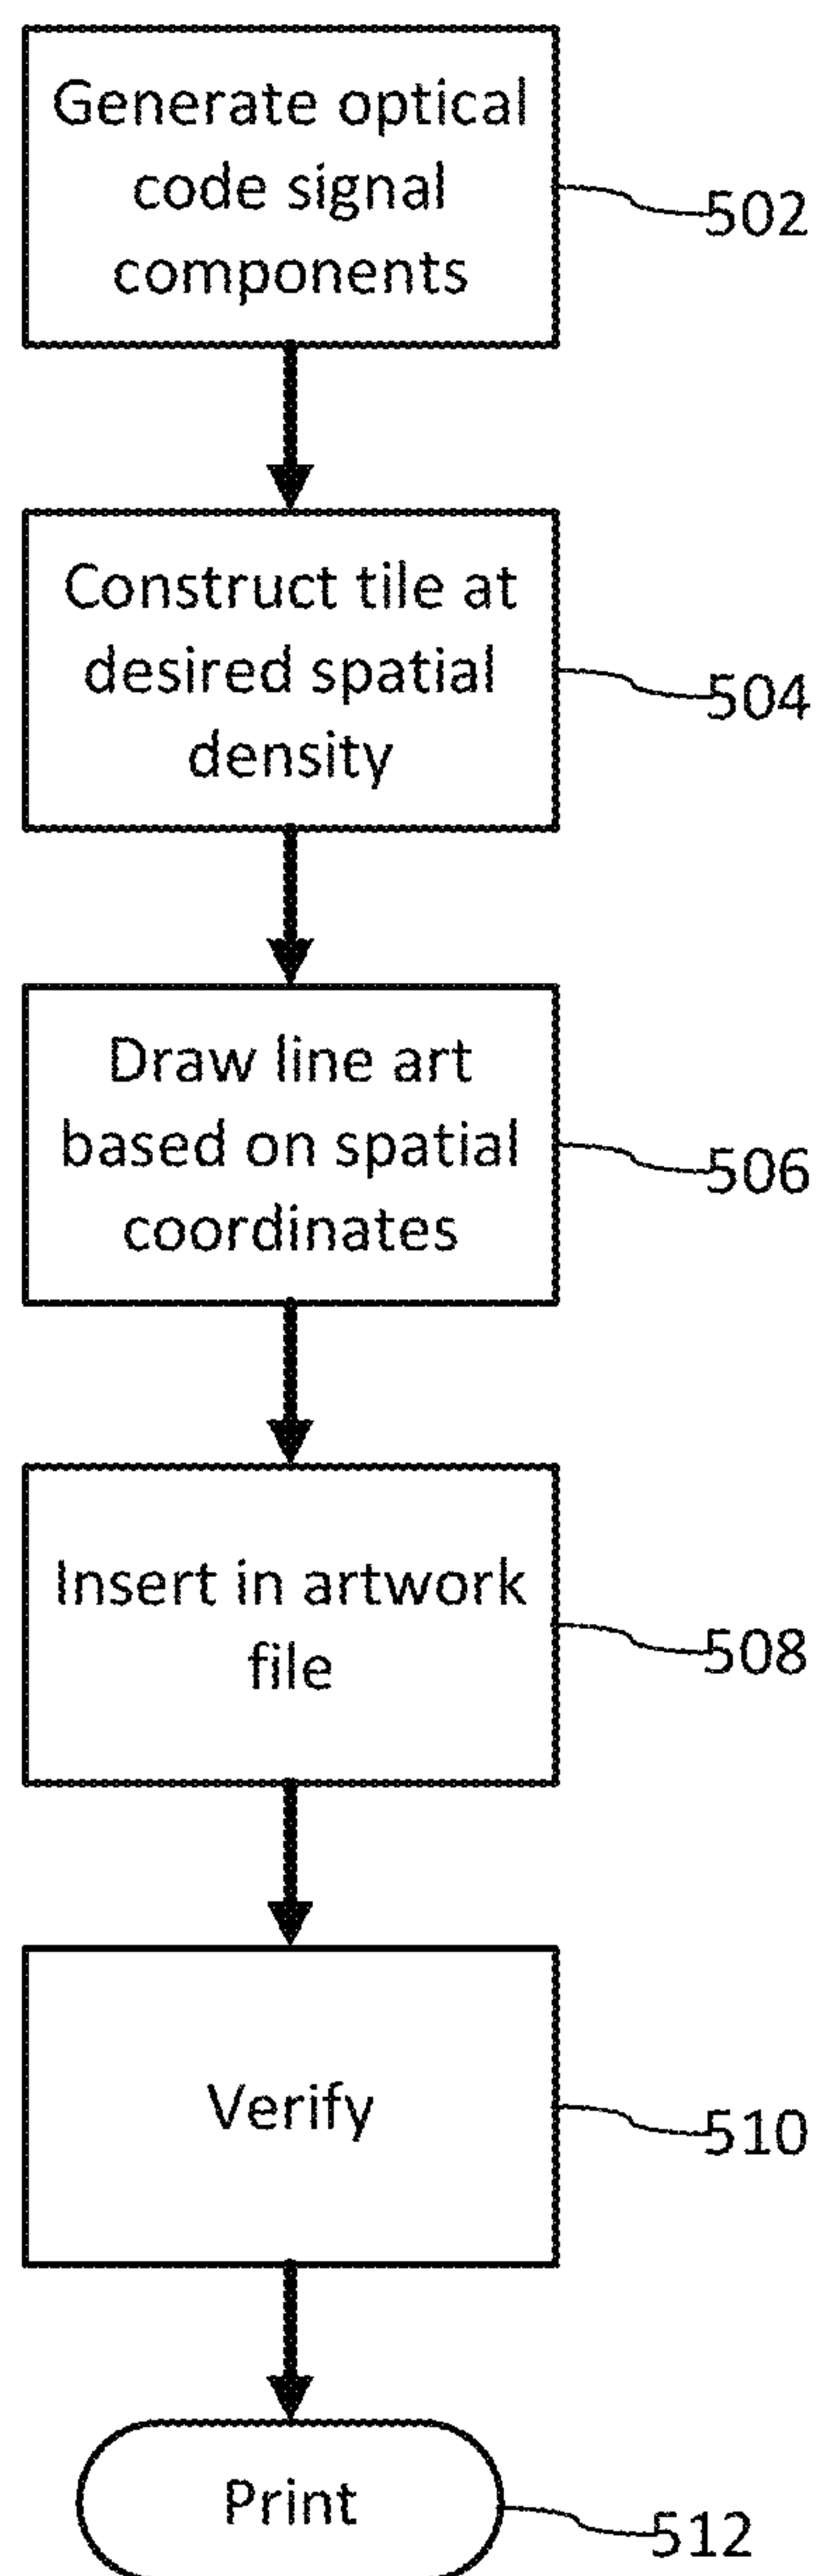 Generate optical
code signal
components
502
Construct tile at
desired spatial
density
504
Draw line art
based on spatial
coordinates
506
Insert in artwork
file
508
Verify
510
Print
512